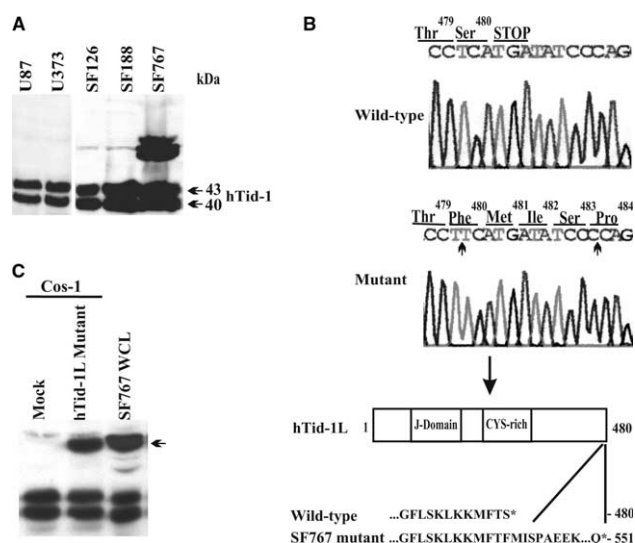 A
U87 U373 SF126 SF188 SF767 kDa
43
hTid-1
40
B
Thr 479 Ser 480 STOP
CCTCATGATATCCCAG
Wild-type
Thr 479 Phe 480 Met 481 Ile 482 Ser 483 Pro 484
CCTTCATGATATCCCCAG
Mutant
hTid-1L 1 J-Domain CYS-rich 480
Wild-type ...GFLSKLKKMFTS* - 480
SF767 mutant ...GFLSKLKKMFTFMISPAEEK...O*- 551
C
Cos-1
Mock hTid-1L Mutant SF767 WCL